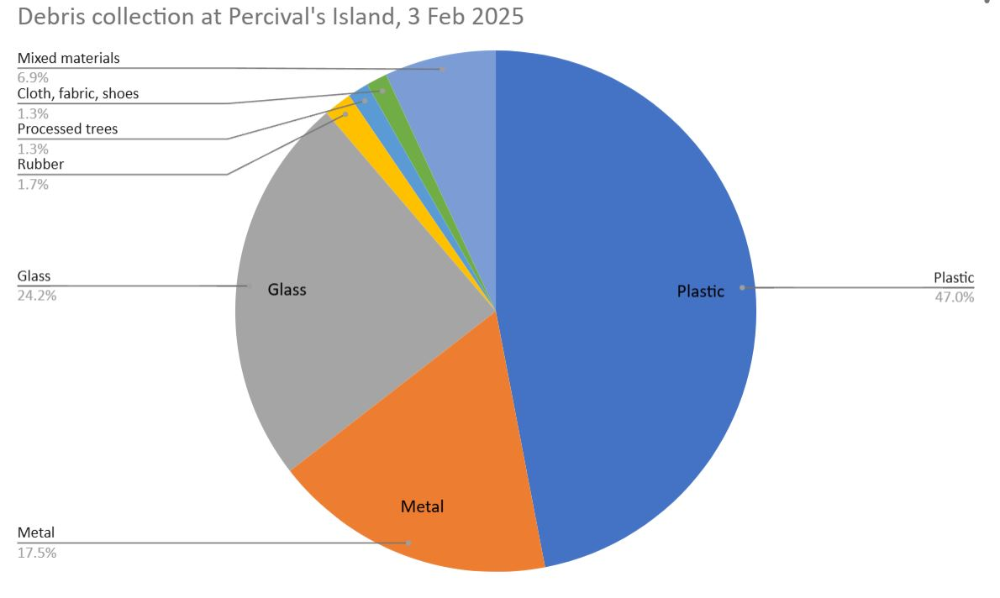 Debris collection at Percival's Island, 3 Feb 2025
Mixed materials
6.9%
Cloth, fabric, shoes
1.3%
Processed trees
1.3%
Rubber
1.7%
Glass
24.2%
Glass
Plastic
Plastic
47.0%
Metal
Metal
17.5%